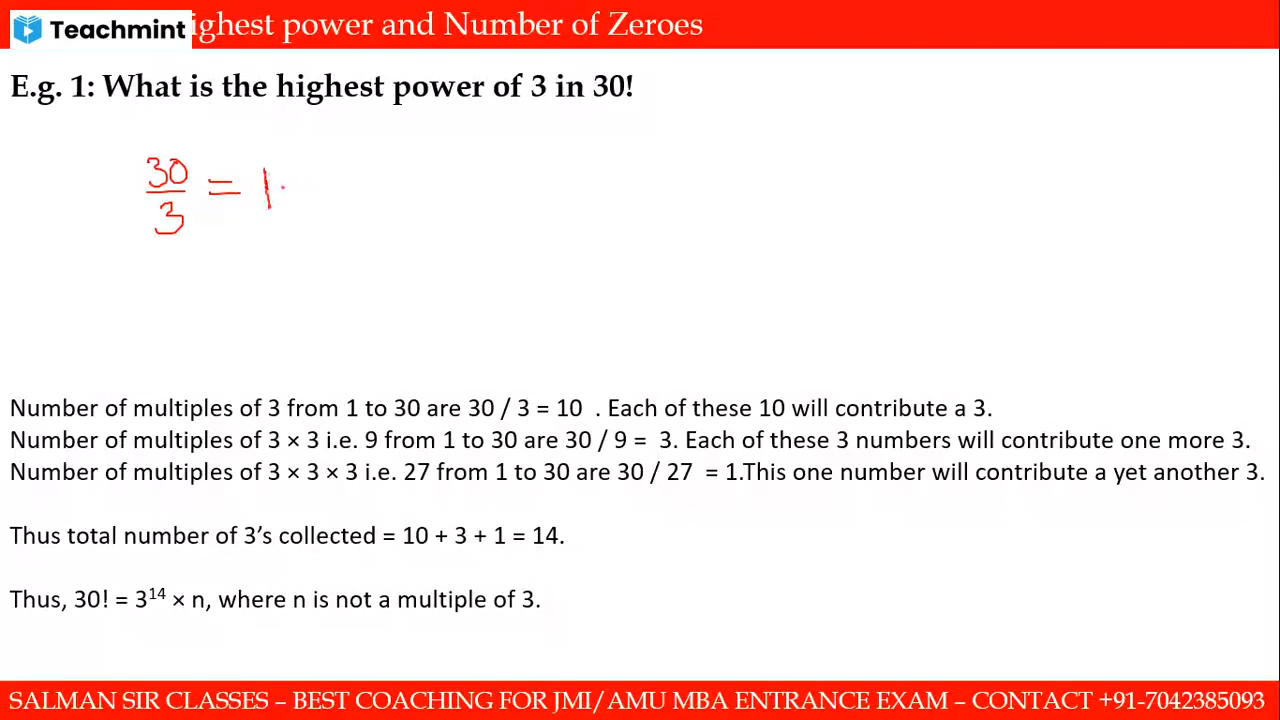 Teachmint
ighest power and Number of Zeroes
E.g. 1: What is the highest power of 3 in 30!
30
3
= 1
Number of multiples of 3 from 1 to 30 are 30 / 3 = 10 . Each of these 10 will contribute a 3.
Number of multiples of 3 × 3 i.e. 9 from 1 to 30 are 30 / 9 = 3. Each of these 3 numbers will contribute one more 3.
Number of multiples of 3 × 3 × 3 i.e. 27 from 1 to 30 are 30 / 27 = 1.This one number will contribute a yet another 3.
Thus total number of 3’s collected = 10 + 3 + 1 = 14.
Thus, 30! = 3¹⁴ × n, where n is not a multiple of 3.
SALMAN SIR CLASSES – BEST COACHING FOR JMI/AMU MBA ENTRANCE EXAM – CONTACT +91-7042385093